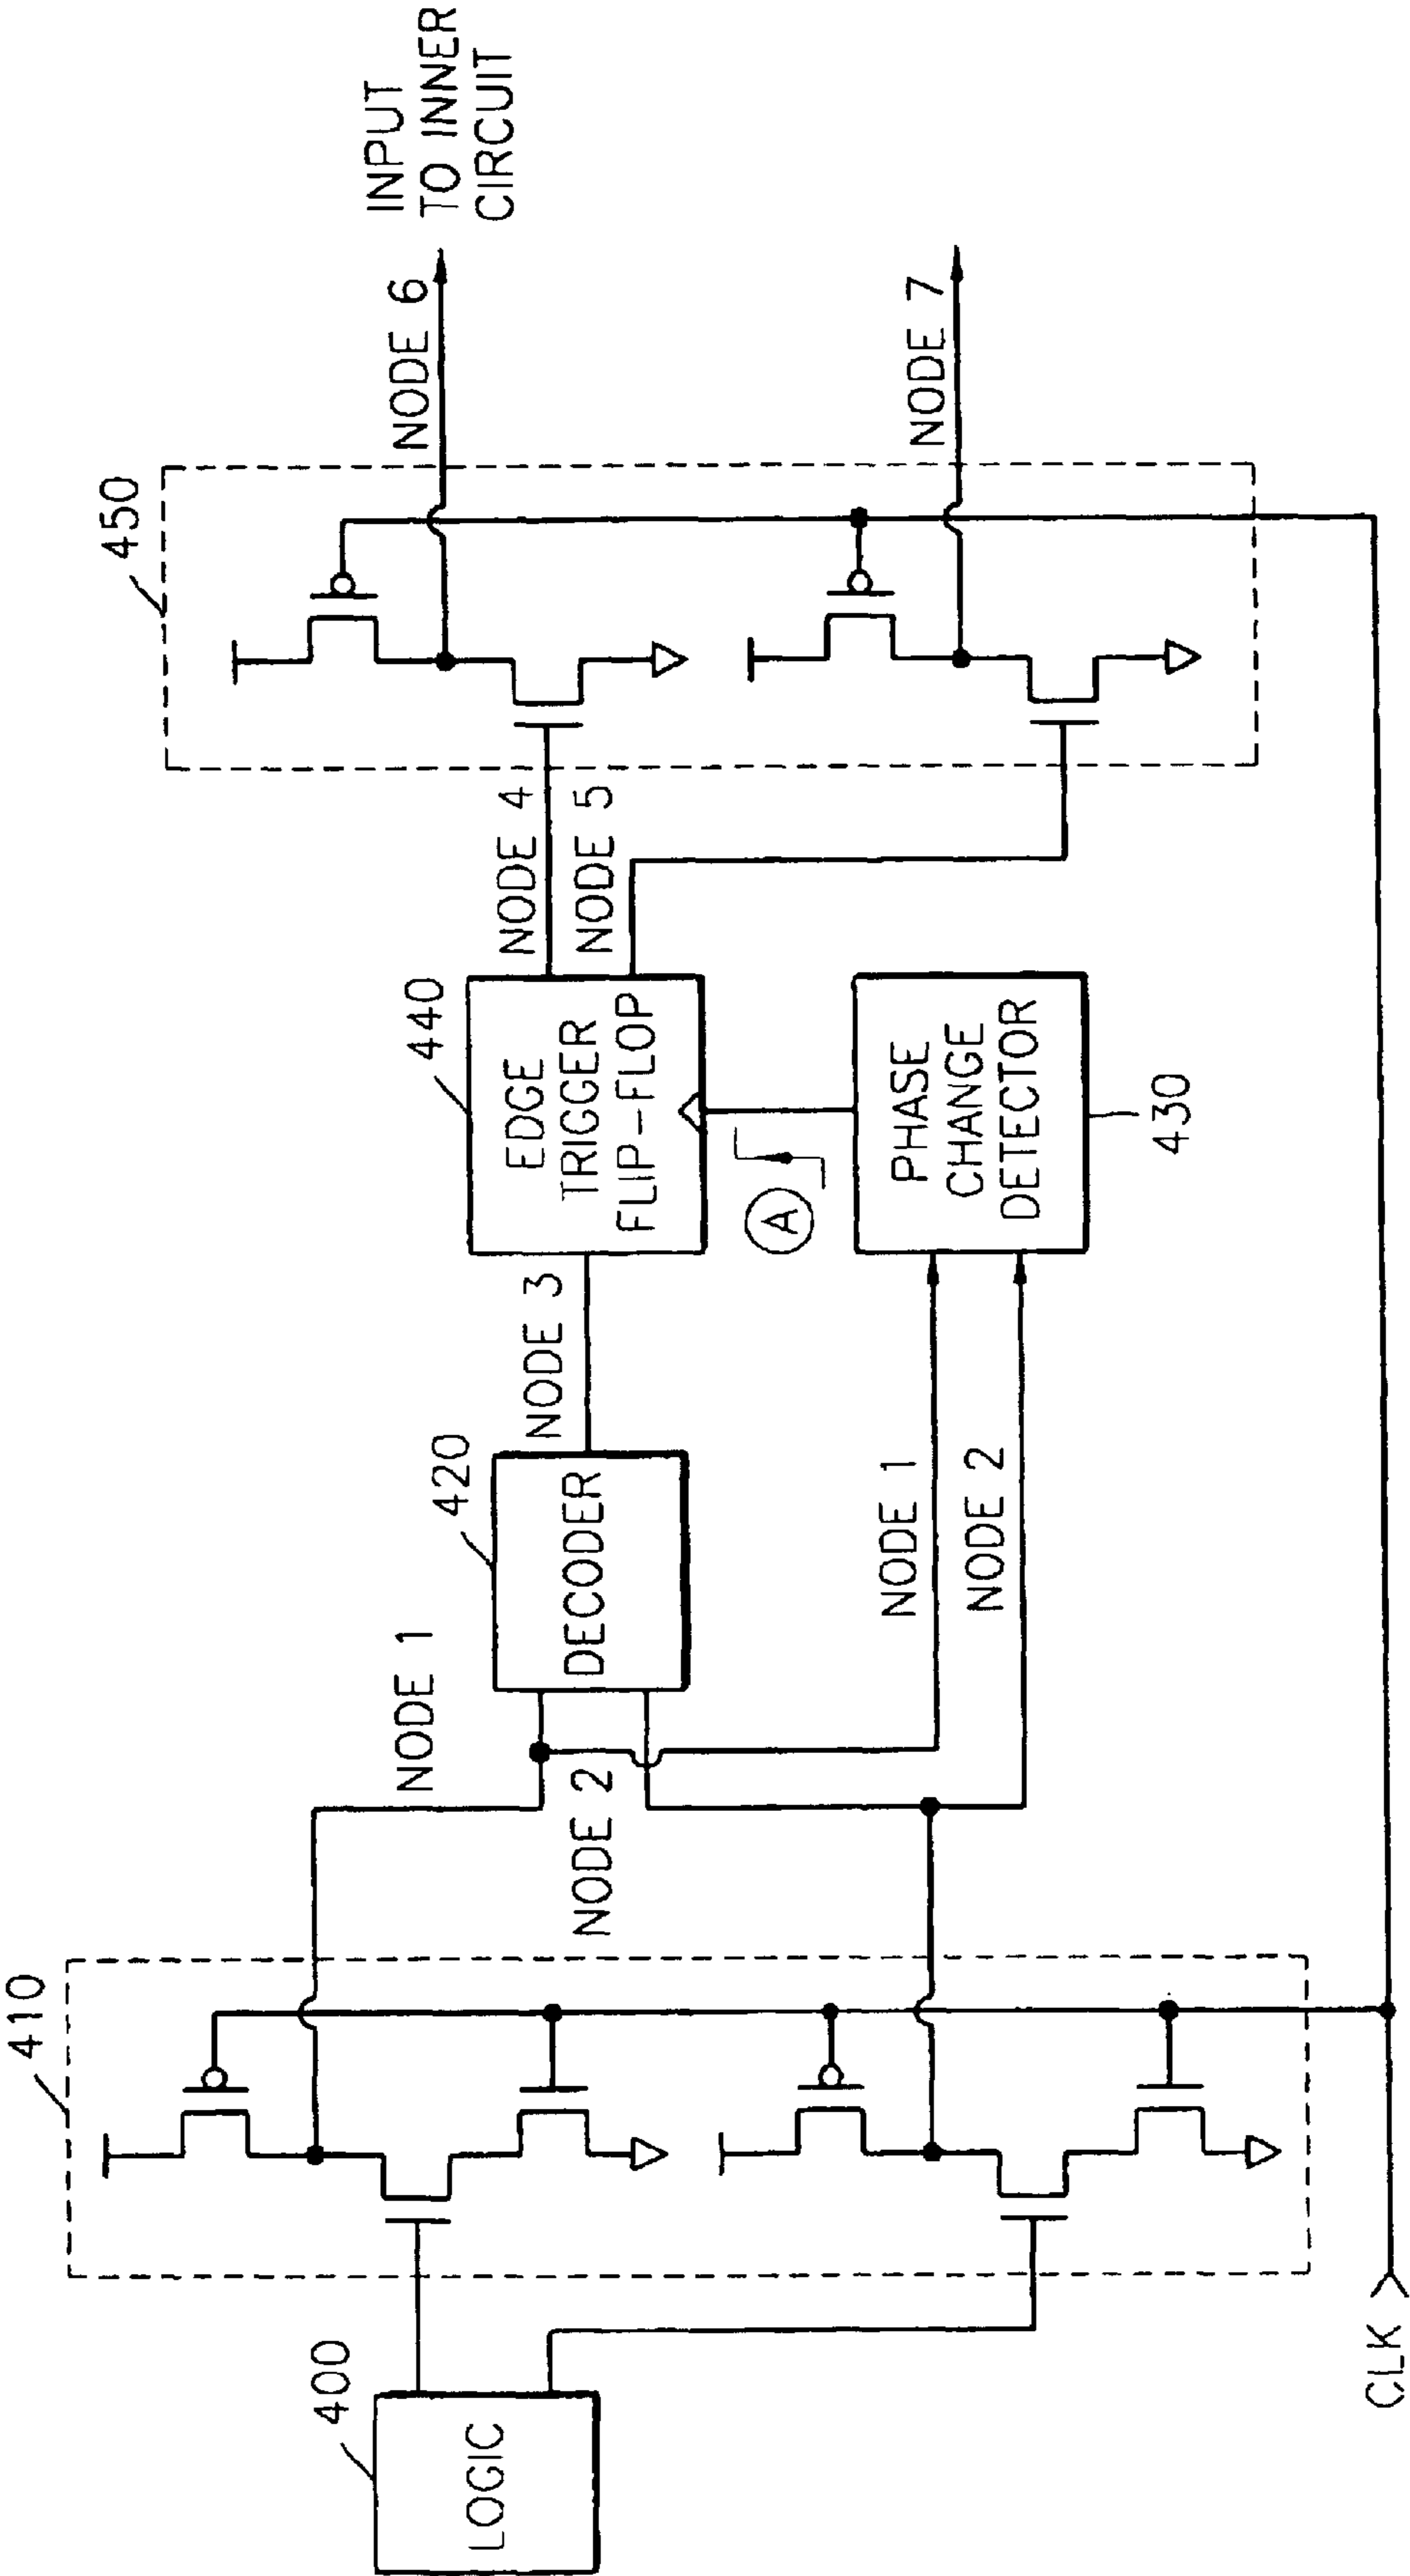 400
LOGIC
410
NODE 1
NODE 2
420
DECODER
NODE 3
NODE 1
NODE 2
440
EDGE
TRIGGER
FLIP-FLOP
A
PHASE
CHANGE
DETECTOR
430
NODE 4
NODE 5
450
NODE 6
INPUT
TO INNER
CIRCUIT
NODE 7
CLK